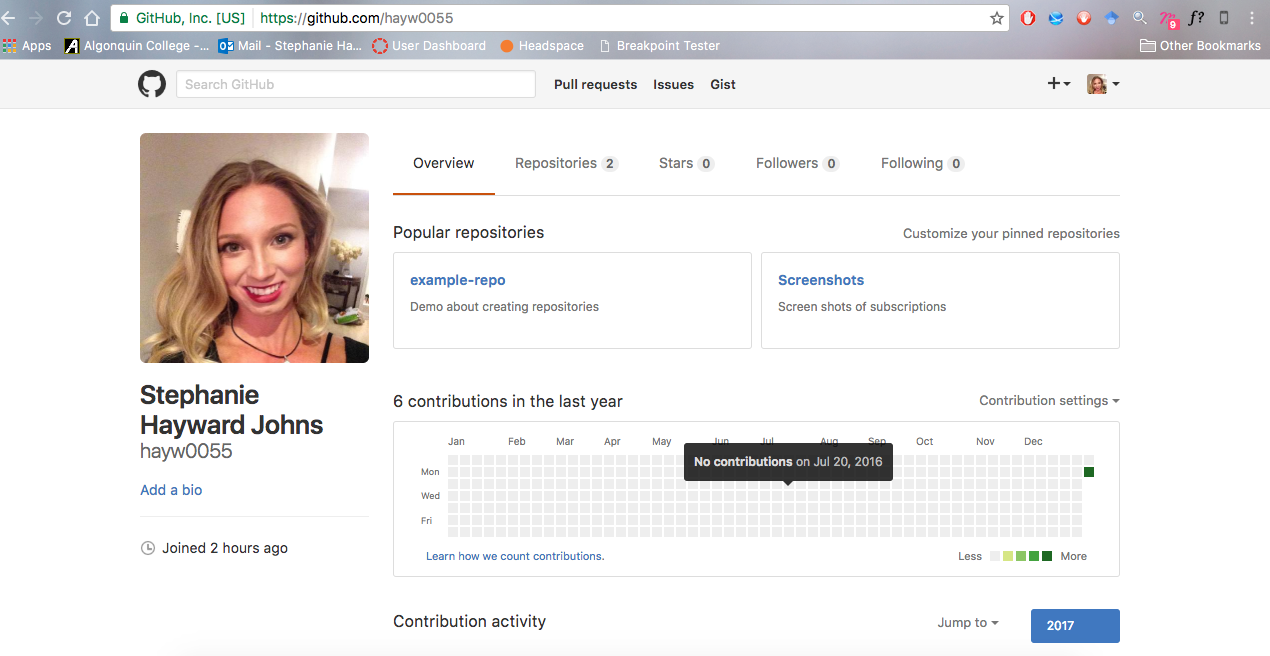 GitHub, Inc. [US] https://github.com/hayw0055
Apps Algonquin College -... Mail - Stephanie Ha... User Dashboard Headspace Breakpoint Tester Other Bookmarks
Search GitHub Pull requests Issues Gist
Overview Repositories 2 Stars 0 Followers 0 Following 0
Popular repositories Customize your pinned repositories
example-repo
Demo about creating repositories
Screenshots
Screen shots of subscriptions
Stephanie
Hayward Johns
hayw0055
Add a bio
Joined 2 hours ago
6 contributions in the last year Contribution settings
Jan Feb Mar Apr May Jun Jul Aug Sep Oct Nov Dec
No contributions on Jul 20, 2016
Mon
Wed
Fri
Learn how we count contributions. Less More
Contribution activity Jump to 2017